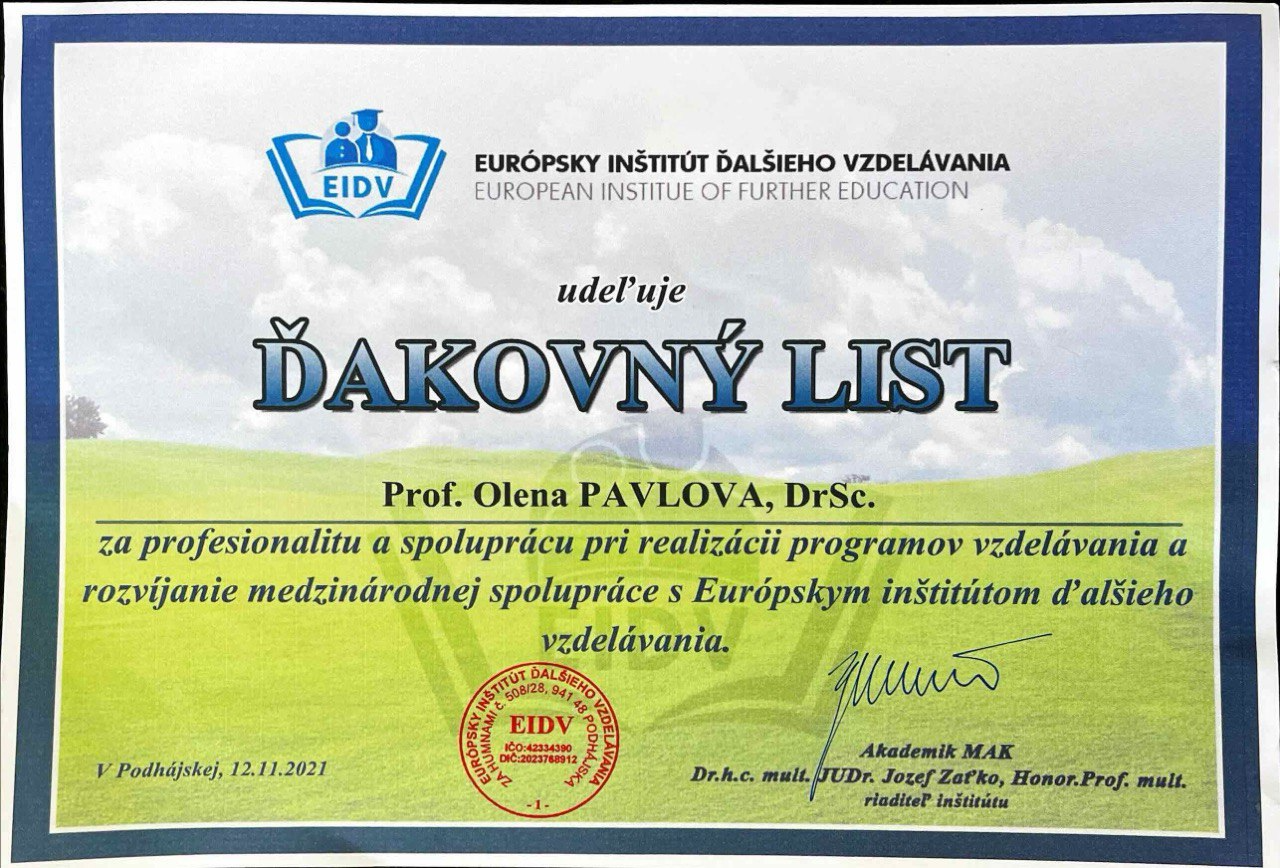 EIDV
EURÓPSKY INŠTITÚT ĎALŠIEHO VZDELÁVANIA
EUROPEAN INSTITUE OF FURTHER EDUCATION
udeľuje
ĎAKOVNÝ LIST
Prof. Olena PAVLOVA, DrSc.
za profesionalitu a spoluprácu pri realizácii programov vzdelávania a
rozvíjanie medzinárodnej spolupráce s Európskym inštitútom ďalšieho
vzdelávania.
EIDV
EURÓPSKY INŠTITÚT ĎALŠIEHO VZDELÁVANIA
ZA HUMNAMI č. 508/28, 941 48 PODHÁJSKA
EIDV
IČO:42334390
DIČ:2023768912
-1-
V Podhájskej, 12.11.2021
Akademik MAK
Dr.h.c. mult. JUDr. Jozef Zaťko, Honor.Prof. mult.
riaditeľ inštitútu